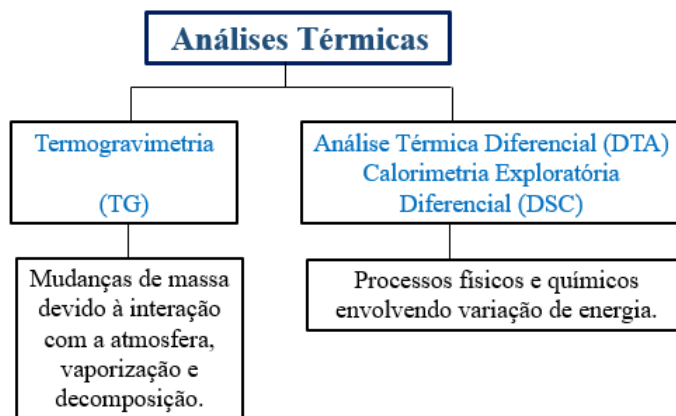 Análises Térmicas
Termogravimetria
(TG)
Análise Térmica Diferencial (DTA)
Calorimetria Exploratória
Diferencial (DSC)
Mudanças de massa
devido à interação
com a atmosfera,
vaporização e
decomposição.
Processos físicos e químicos
envolvendo variação de energia.